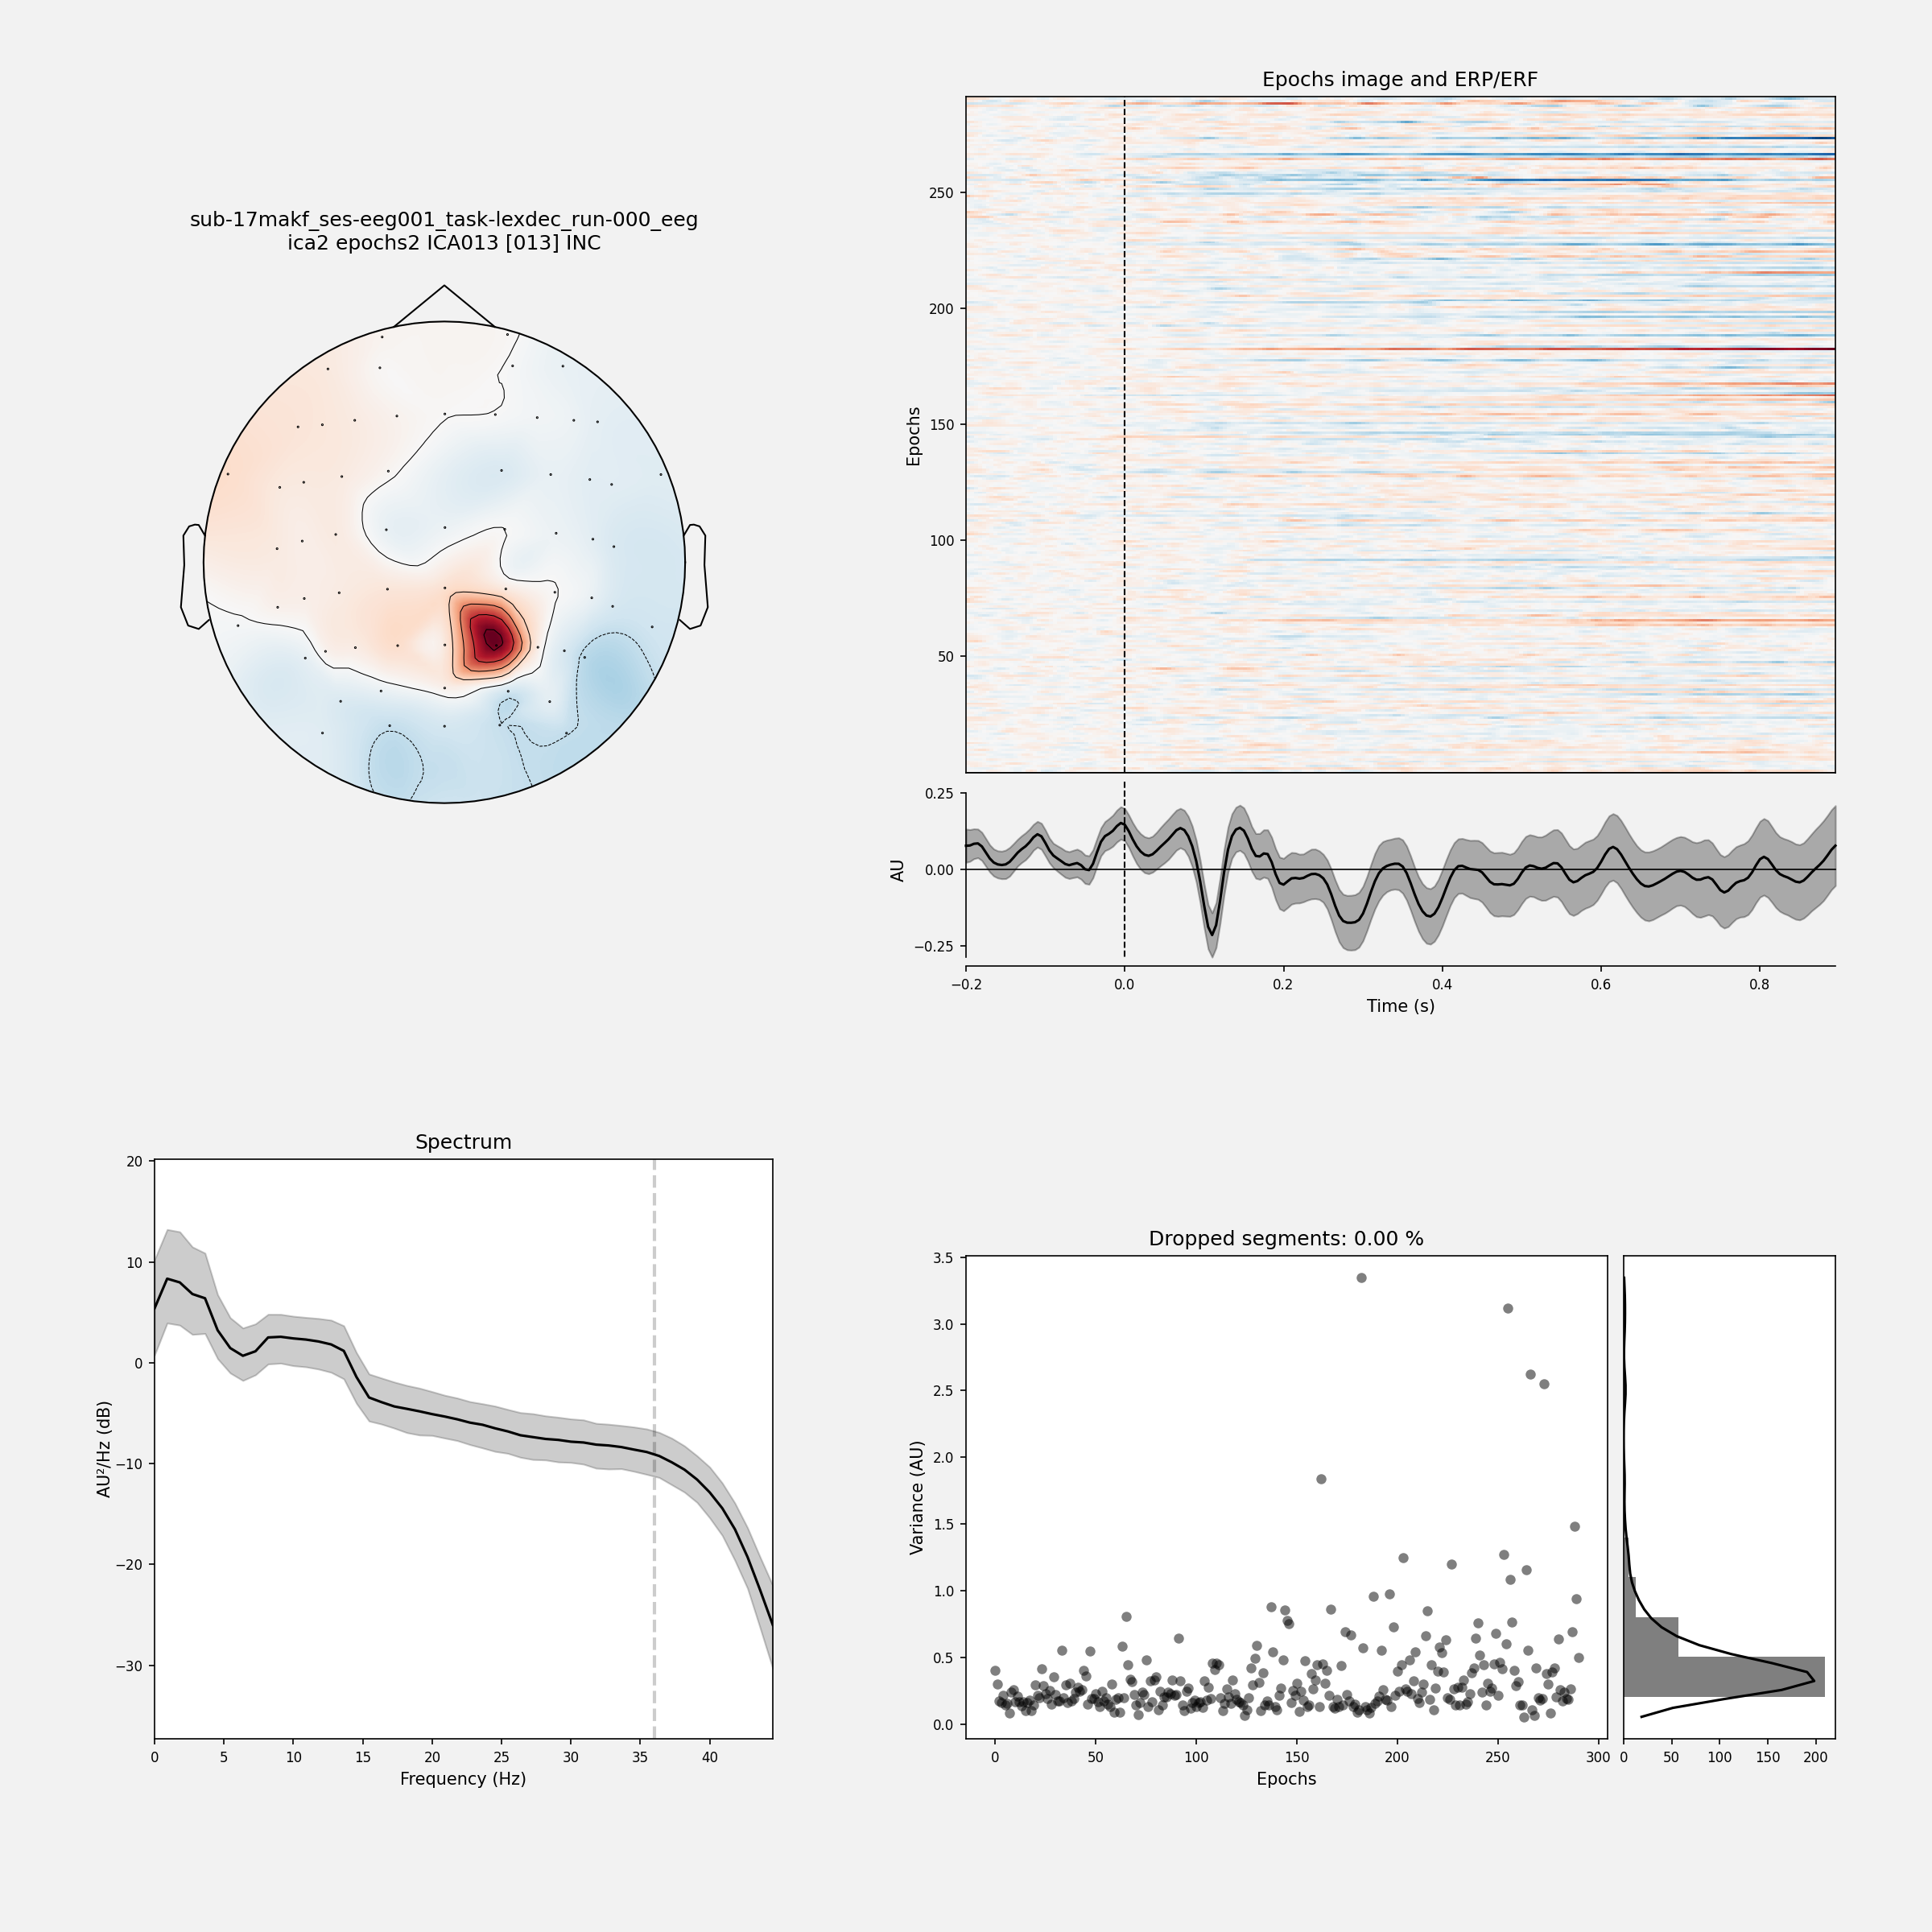 sub-17makf_ses-eeg001_task-lexdec_run-000_eeg
ica2 epochs2 ICA013 [013] INC
Epochs image and ERP/ERF
Epochs
250
200
150
100
50
AU
0.25
0.00
−0.25
−0.2 0.0 0.2 0.4 0.6 0.8
Time (s)
Spectrum
AU²/Hz (dB)
20
10
0
−10
−20
−30
0 5 10 15 20 25 30 35 40
Frequency (Hz)
Dropped segments: 0.00 %
Variance (AU)
3.5
3.0
2.5
2.0
1.5
1.0
0.5
0.0
0 50 100 150 200 250 300
Epochs
0 50 100 150 200